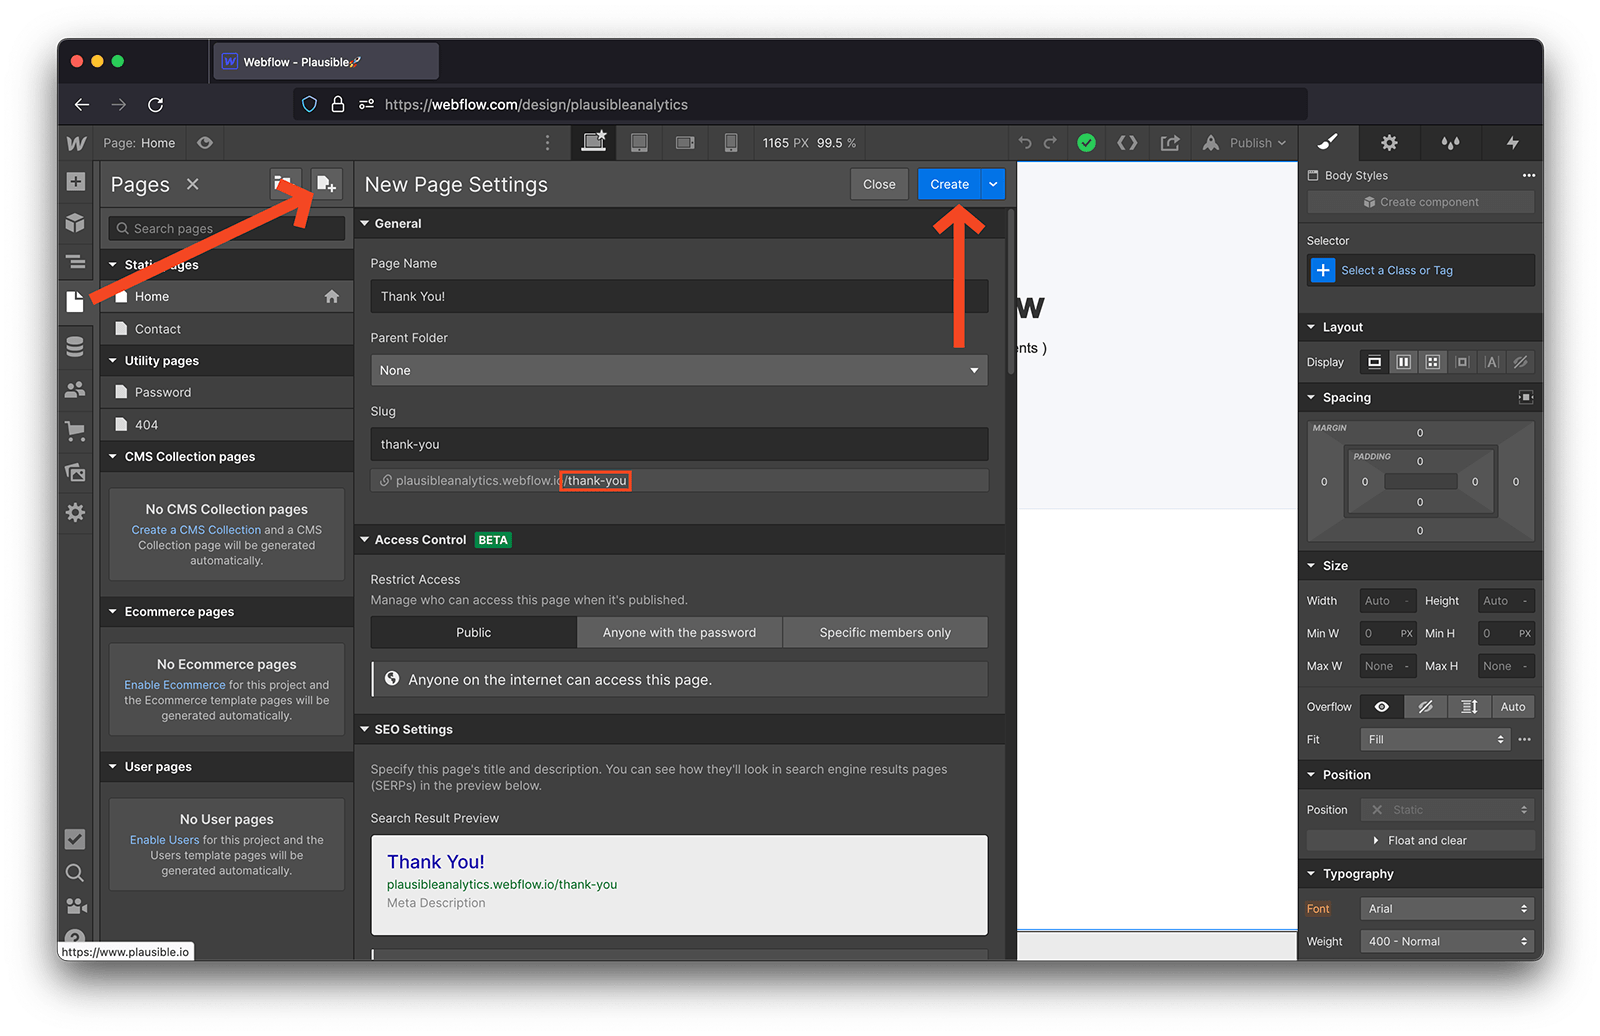 Webflow - Plausible🚀
https://webflow.com/design/plausibleanalytics
Page: Home
1165 PX 99.5 %
Publish
Pages
New Page Settings
Close
Create
Search pages
Static pages
Home
Contact
Utility pages
Password
404
CMS Collection pages
No CMS Collection pages
Create a CMS Collection and a CMS
Collection page will be generated
automatically.
Ecommerce pages
No Ecommerce pages
Enable Ecommerce for this project and
the Ecommerce template pages will be
generated automatically.
User pages
No User pages
Enable Users for this project and the
Users template pages will be
generated automatically.
https://www.plausible.io
General
Page Name
Thank You!
Parent Folder
None
Slug
thank-you
plausibleanalytics.webflow.io/thank-you
Access Control BETA
Restrict Access
Manage who can access this page when it's published.
Public
Anyone with the password
Specific members only
Anyone on the internet can access this page.
SEO Settings
Specify this page's title and description. You can see how they'll look in search engine results pages
(SERPs) in the preview below.
Search Result Preview
Thank You!
plausibleanalytics.webflow.io/thank-you
Meta Description
w
ents )
Body Styles
Create component
Selector
Select a Class or Tag
Layout
Display
Spacing
MARGIN
0
PADDING
0
0 0 0 0
0
0
Size
Width Auto - Height Auto -
Min W 0 PX Min H 0 PX
Max W None - Max H None -
Overflow Auto
Fit Fill
Position
Position Static
Float and clear
Typography
Font Arial
Weight 400 - Normal